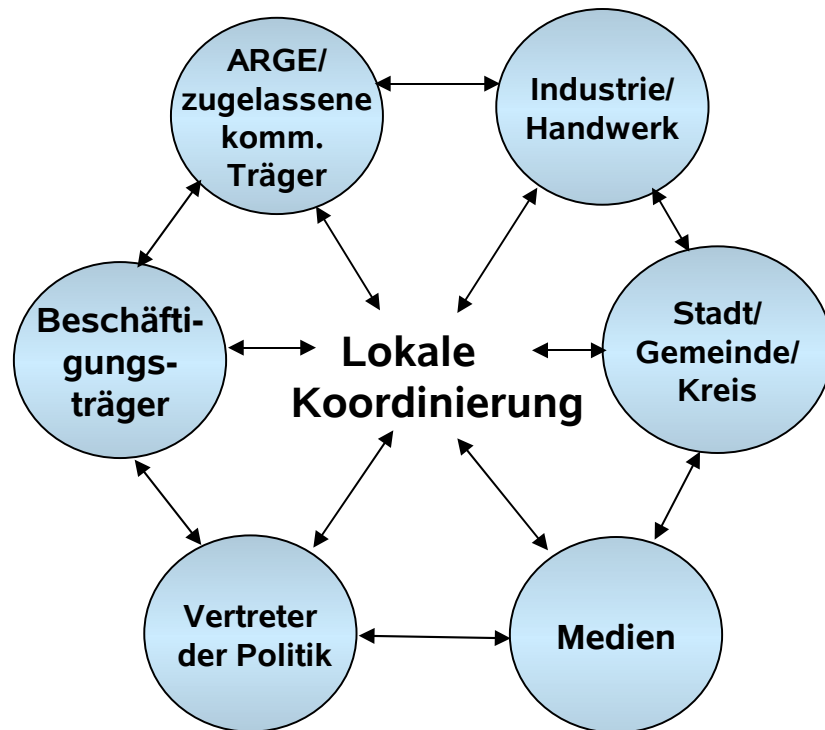 ARGE/
zugelassene
komm.
Träger
Industrie/
Handwerk
Beschäfti-
gungs-
träger
Lokale
Koordinierung
Stadt/
Gemeinde/
Kreis
Vertreter
der Politik
Medien